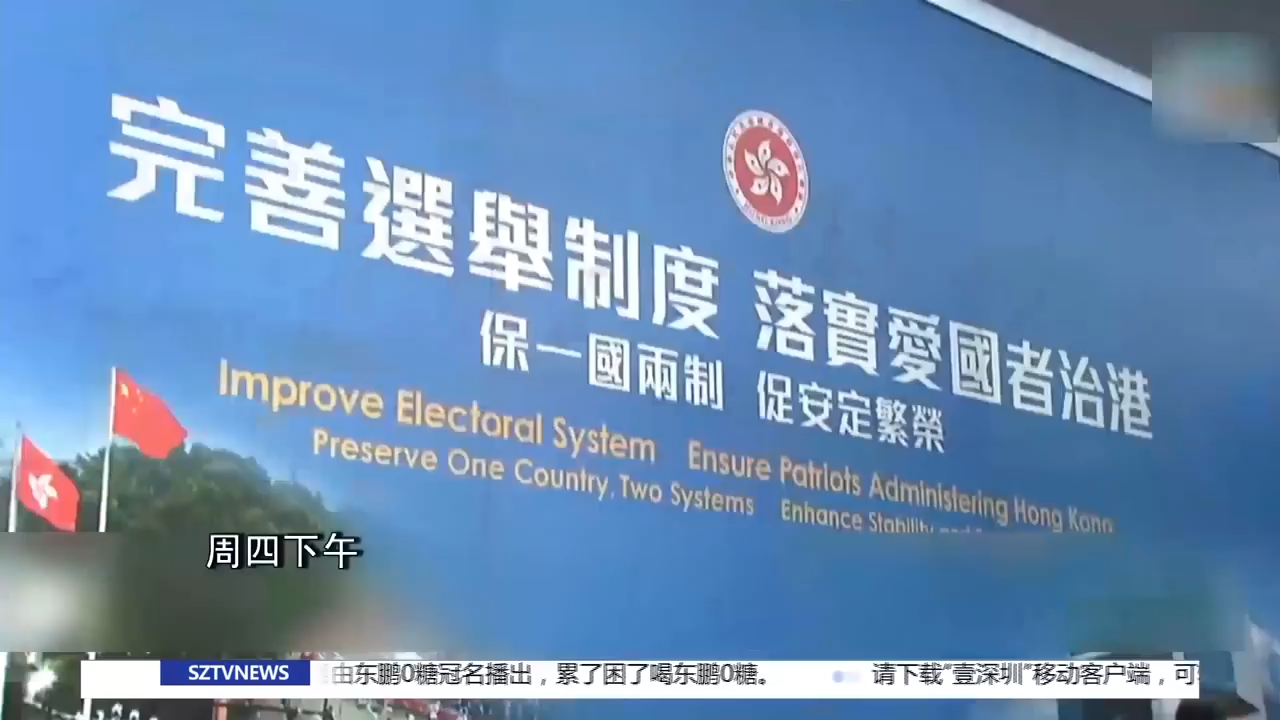 完善選舉制度 落實愛國者治港
保一國兩制 促安定繁榮
Improve Electoral System Ensure Patriots Administering Hong Kong
Preserve One Country, Two Systems Enhance Stability and
周四下午
SZTVNEWS 由东鹏0糖冠名播出，累了困了喝东鹏0糖。 请下载“壹深圳”移动客户端，可